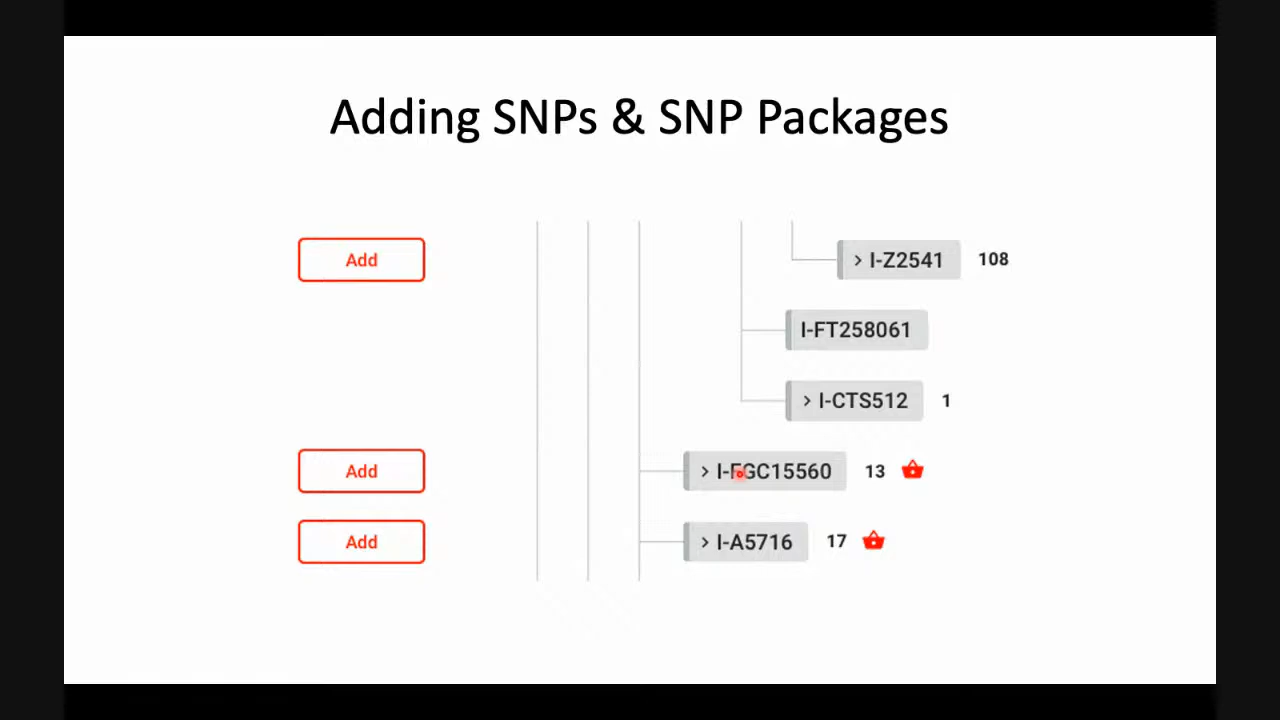 Adding SNPs & SNP Packages
Add > I-Z2541 108
I-FT258061
> I-CTS512 1
Add > I-FGC15560 13
Add > I-A5716 17